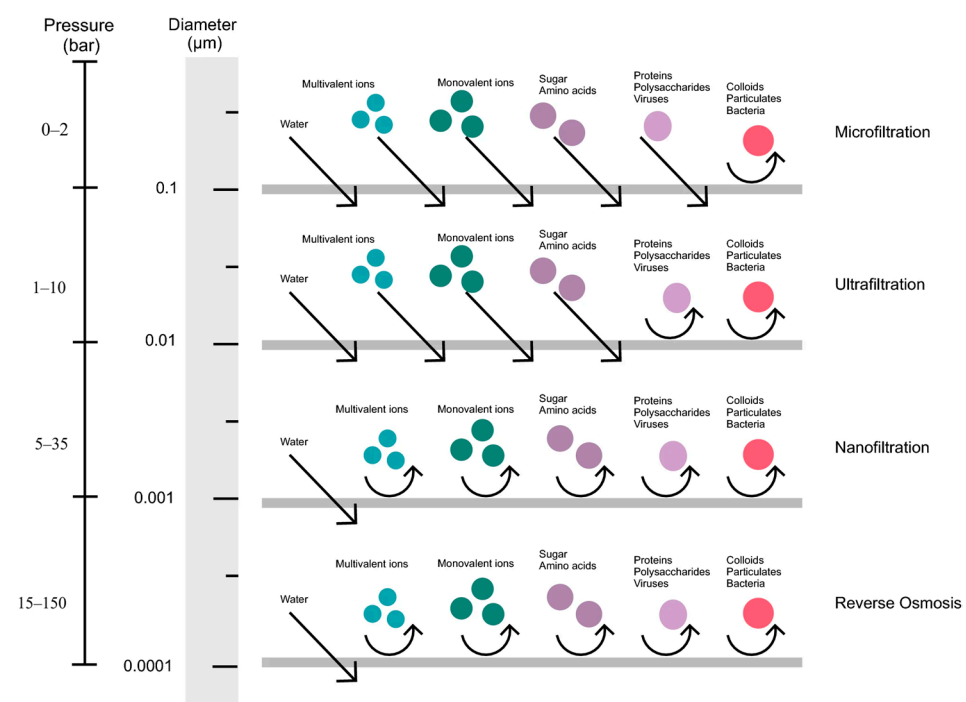 Pressure
(bar)
Diameter
(µm)
0–2
1–10
5–35
15–150
0.1
0.01
0.001
0.0001
Water
Multivalent ions
Monovalent ions
Sugar
Amino acids
Proteins
Polysaccharides
Viruses
Colloids
Particulates
Bacteria
Microfiltration
Water
Multivalent ions
Monovalent ions
Sugar
Amino acids
Proteins
Polysaccharides
Viruses
Colloids
Particulates
Bacteria
Ultrafiltration
Water
Multivalent ions
Monovalent ions
Sugar
Amino acids
Proteins
Polysaccharides
Viruses
Colloids
Particulates
Bacteria
Nanofiltration
Water
Multivalent ions
Monovalent ions
Sugar
Amino acids
Proteins
Polysaccharides
Viruses
Colloids
Particulates
Bacteria
Reverse Osmosis